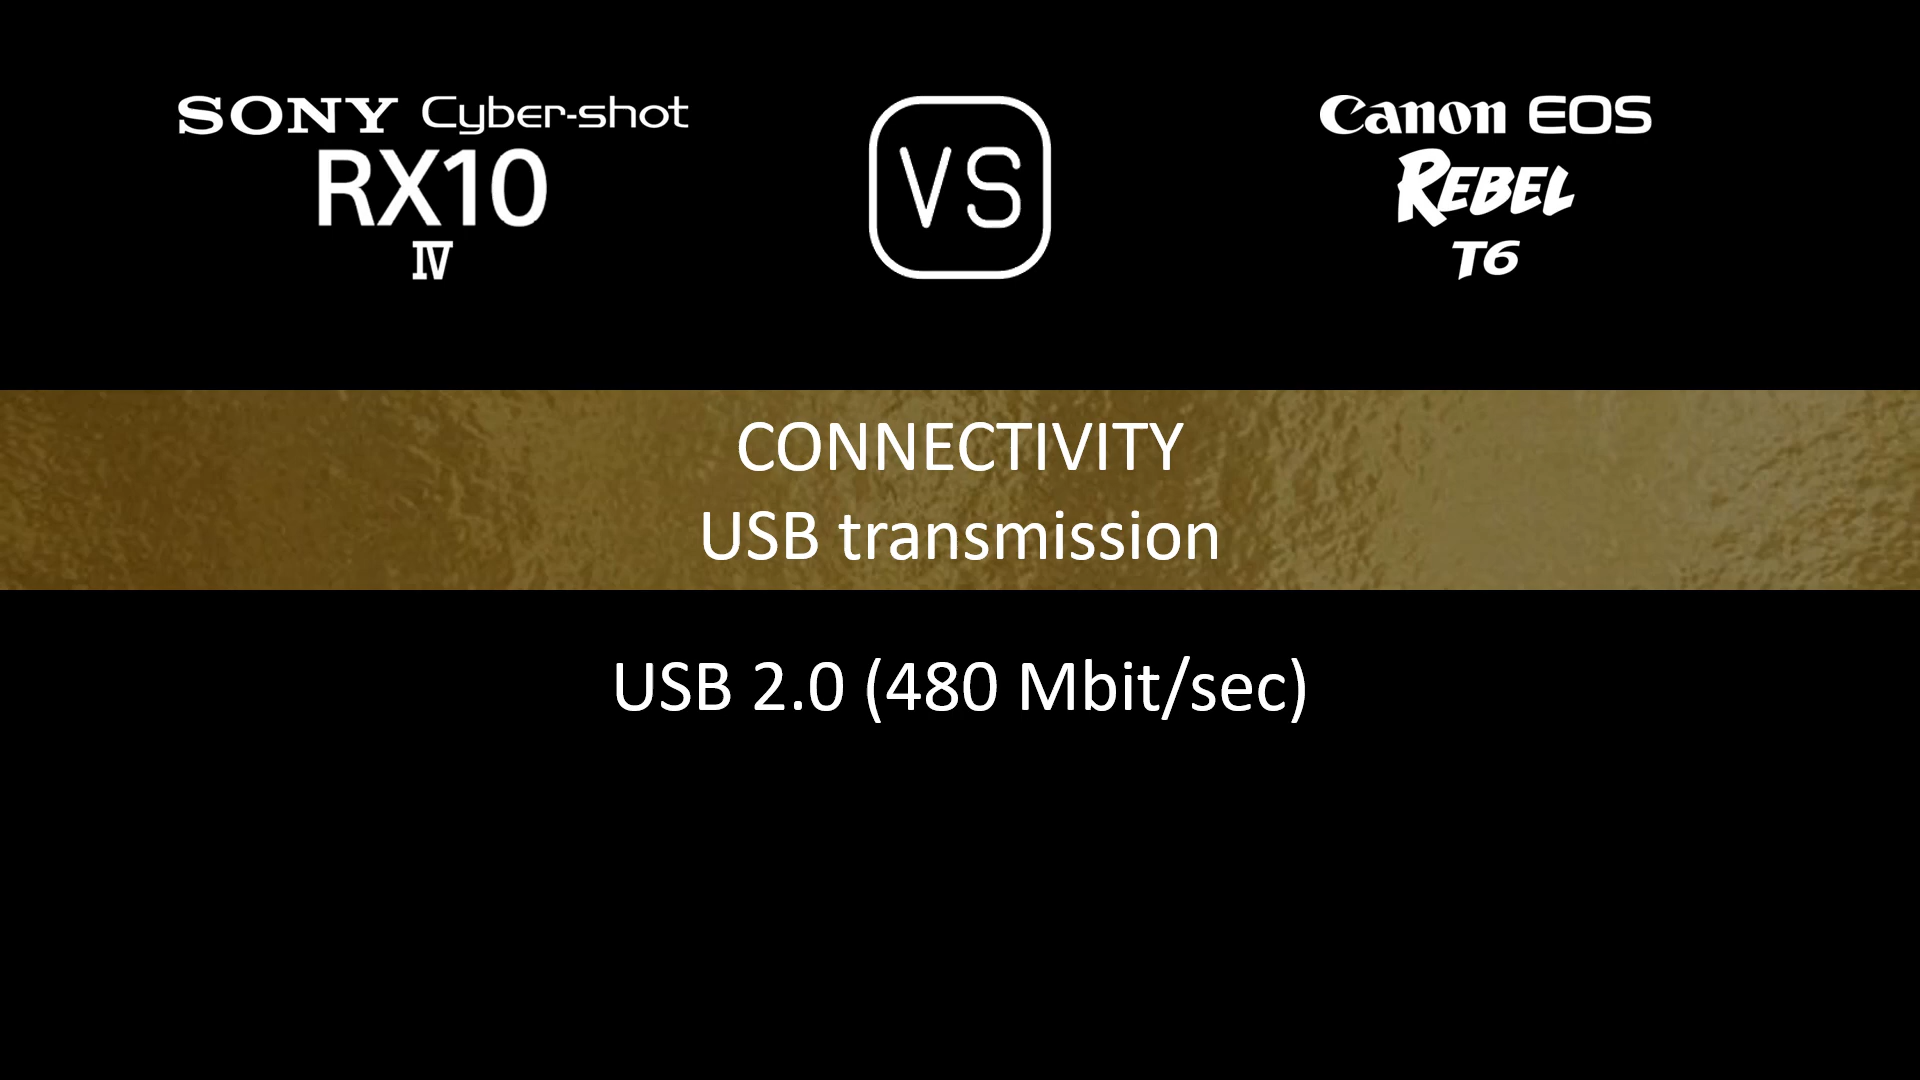 SONY Cyber-shot
RX10
IV
VS
Canon EOS
REBEL
T6
CONNECTIVITY
USB transmission
USB 2.0 (480 Mbit/sec)